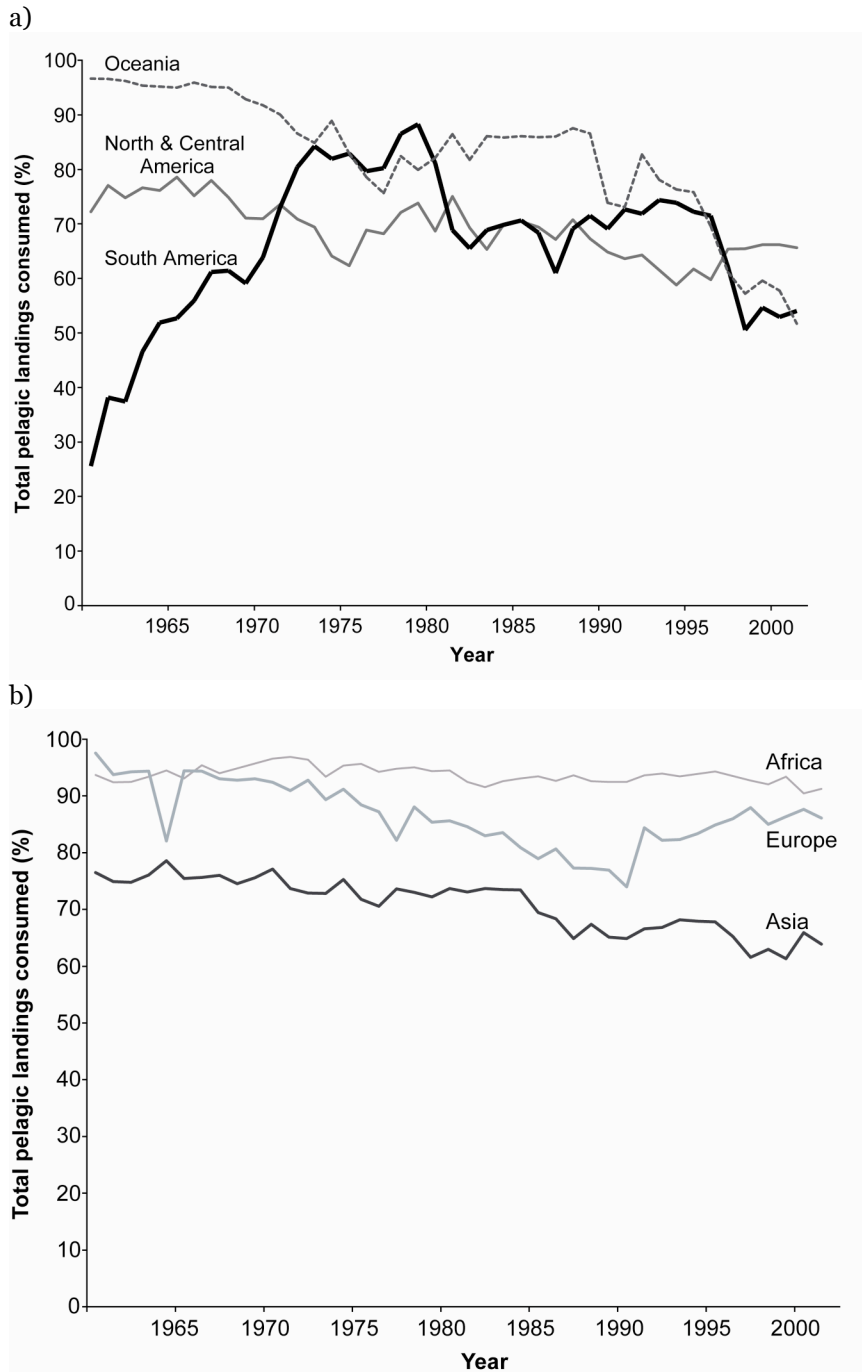 a)
100
90
80
70
60
50
40
30
70
10
0
Total pelagic landings consumed (%)
Oceania
North & Central
America
South America
1965 1970 1975 1980 1985 1990 1995 2000
Year
b)
100
90
80
70
60
50
40
30
20
10
0
Total pelagic landings consumed (%)
Africa
Europe
Asia
1965 1970 1975 1980 1985 1990 1995 2000
Year